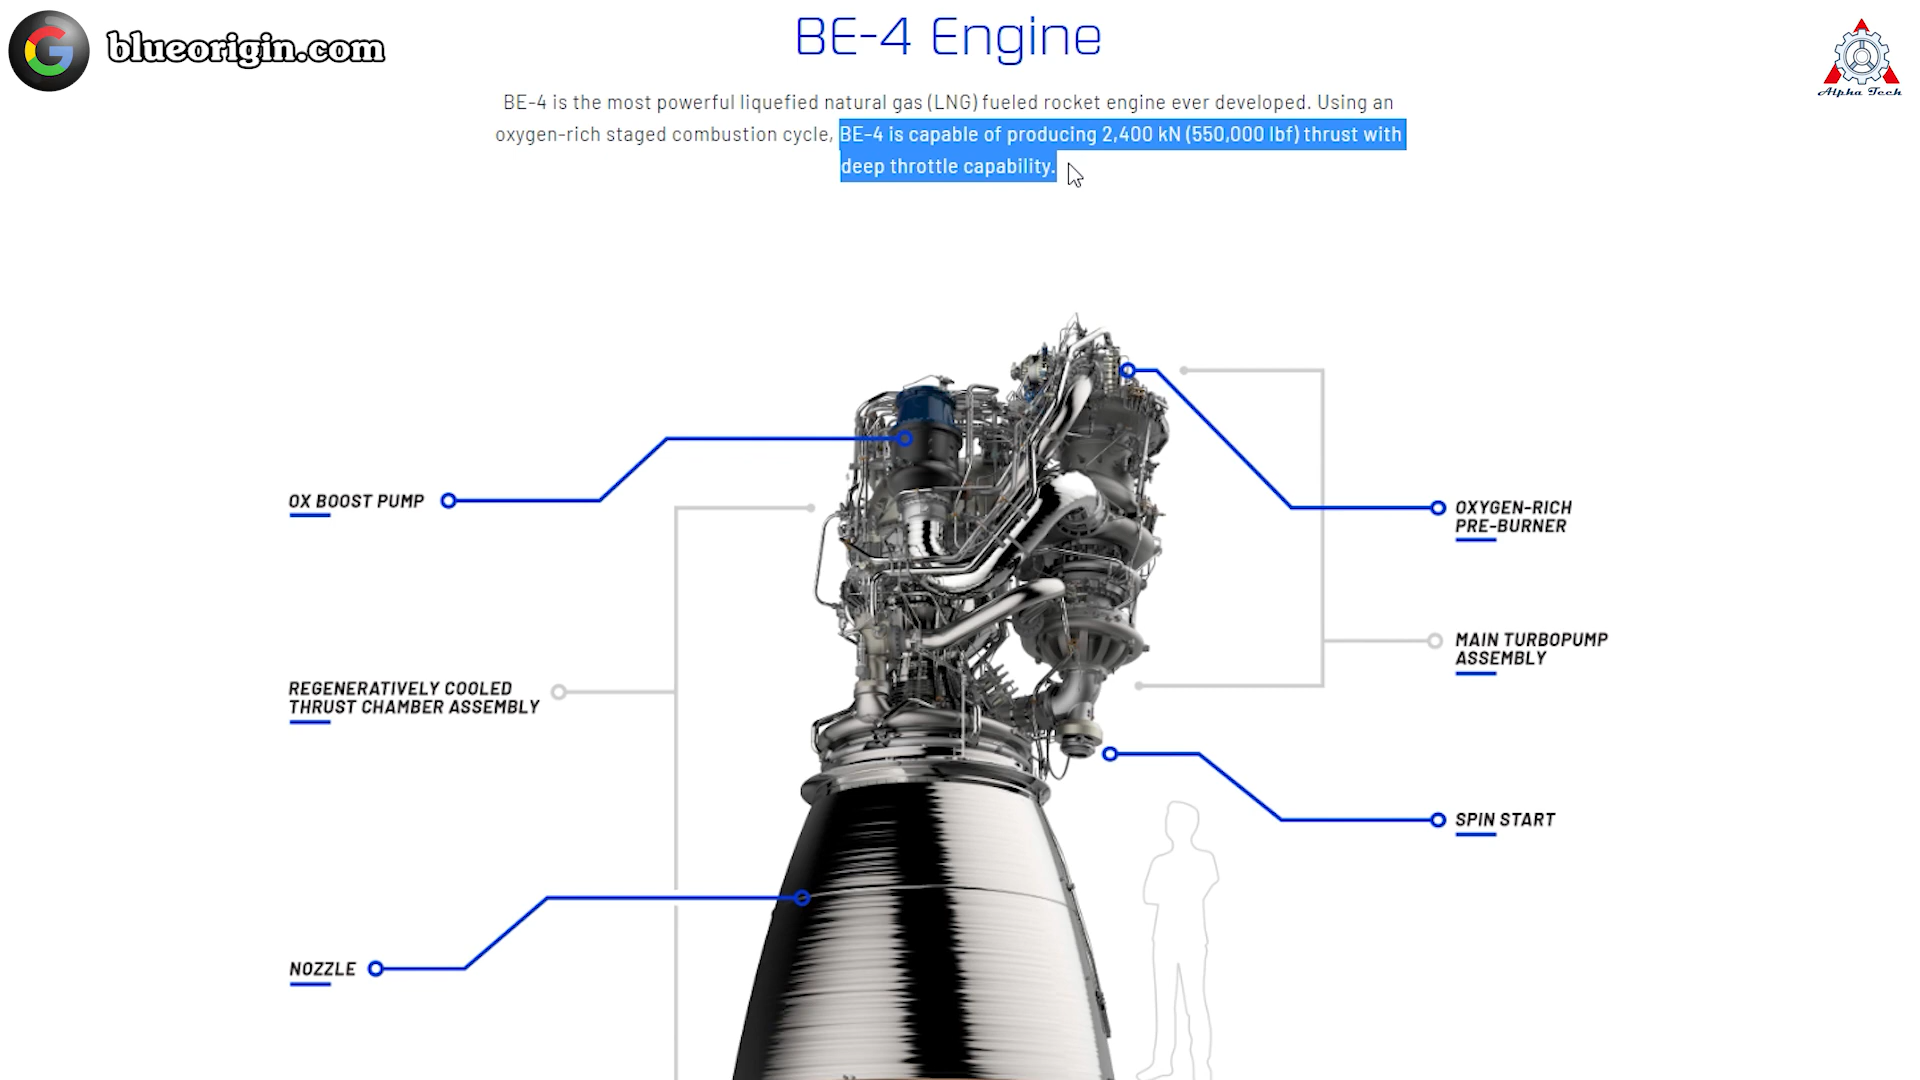 blueorigin.com
BE-4 Engine
Alpha Tech
BE-4 is the most powerful liquefied natural gas (LNG) fueled rocket engine ever developed. Using an
oxygen-rich staged combustion cycle, BE-4 is capable of producing 2,400 kN (550,000 lbf) thrust with
deep throttle capability.
OX BOOST PUMP
OXYGEN-RICH
PRE-BURNER
MAIN TURBOPUMP
ASSEMBLY
REGENERATIVELY COOLED
THRUST CHAMBER ASSEMBLY
SPIN START
NOZZLE